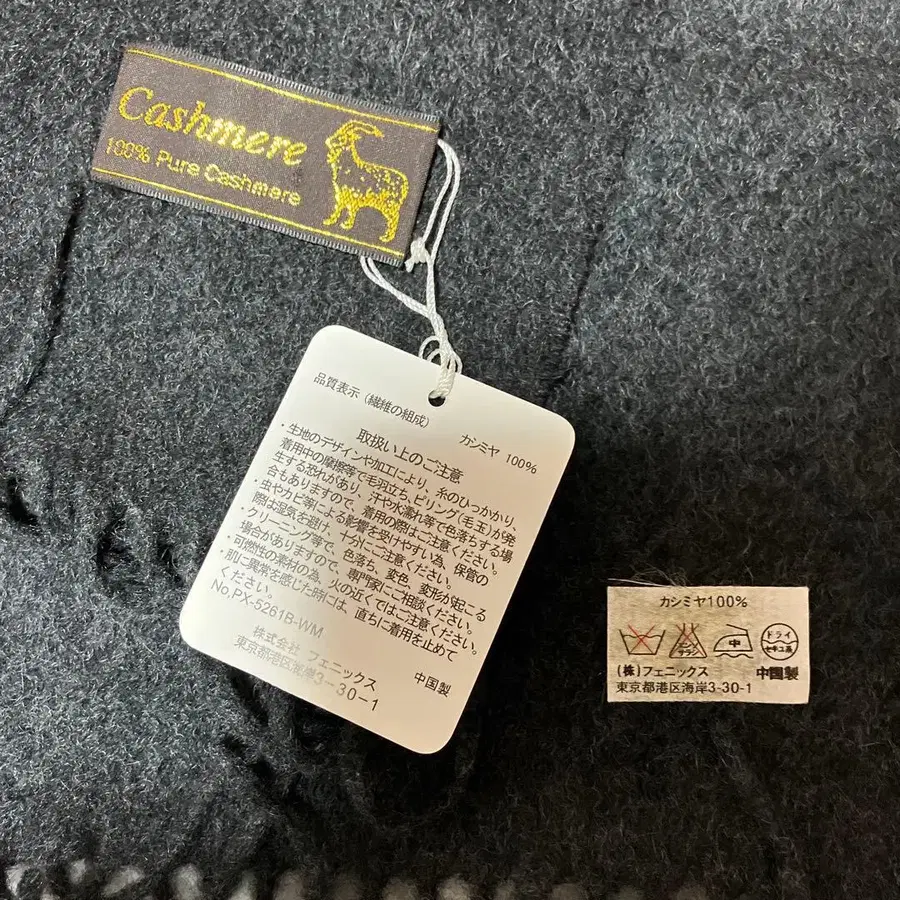 Cashmere
100% Pure Cashmere
品質表示（繊維の組成）
カシミヤ 100%
取扱い上のご注意
・生地のデザインや加工により、糸のひっかかり、
着用中の摩擦等で毛羽立ち、ピリング(毛玉)が発
生する恐れがあり、汗や水濡れ等で色落ちする場
合もありますので、着用の際はご注意ください。
・虫やカビ等による影響を受けやすい為、保管の
際は湿気を避け、十分にご注意ください。
・クリーニング等で、色落ち、変色、変形が起こる
場合がありますので、専門家にご相談ください。
・可燃性の素材の為、火の近くではご注意ください。
・肌に異常を感じた時には、直ちに着用を止めて
ください。
No.PX-5261B-WM
株式会社 フェニックス
東京都港区海岸3-30-1
中国製
カシミヤ100%
中
ドライ
セキユ系
(株)フェニックス
中国製
東京都港区海岸3-30-1